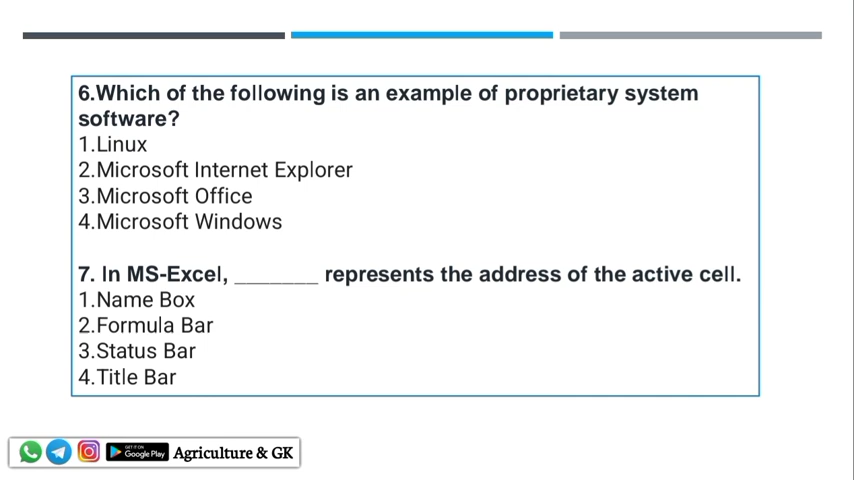 6.Which of the following is an example of proprietary system
software?
1.Linux
2.Microsoft Internet Explorer
3.Microsoft Office
4.Microsoft Windows
7. In MS-Excel, _______ represents the address of the active cell.
1.Name Box
2.Formula Bar
3.Status Bar
4.Title Bar
GET IT ON
Google Play
Agriculture & GK